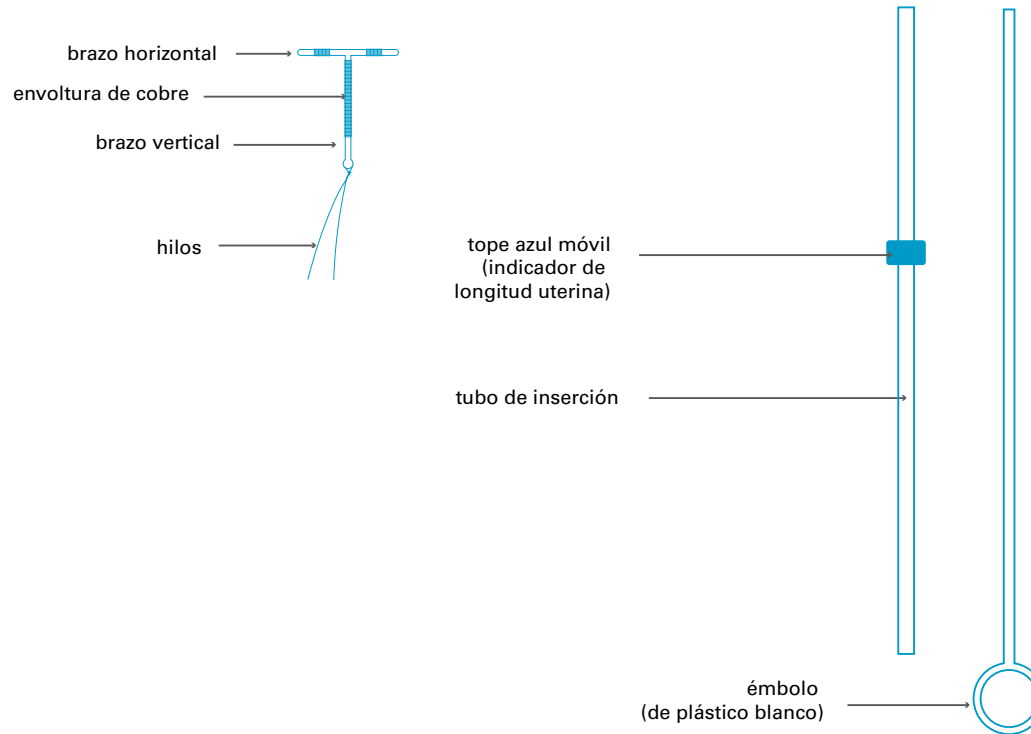 brazo horizontal
envoltura de cobre
brazo vertical
hilos
tope azul móvil
(indicador de
longitud uterina)
tubo de inserción
émbolo
(de plástico blanco)